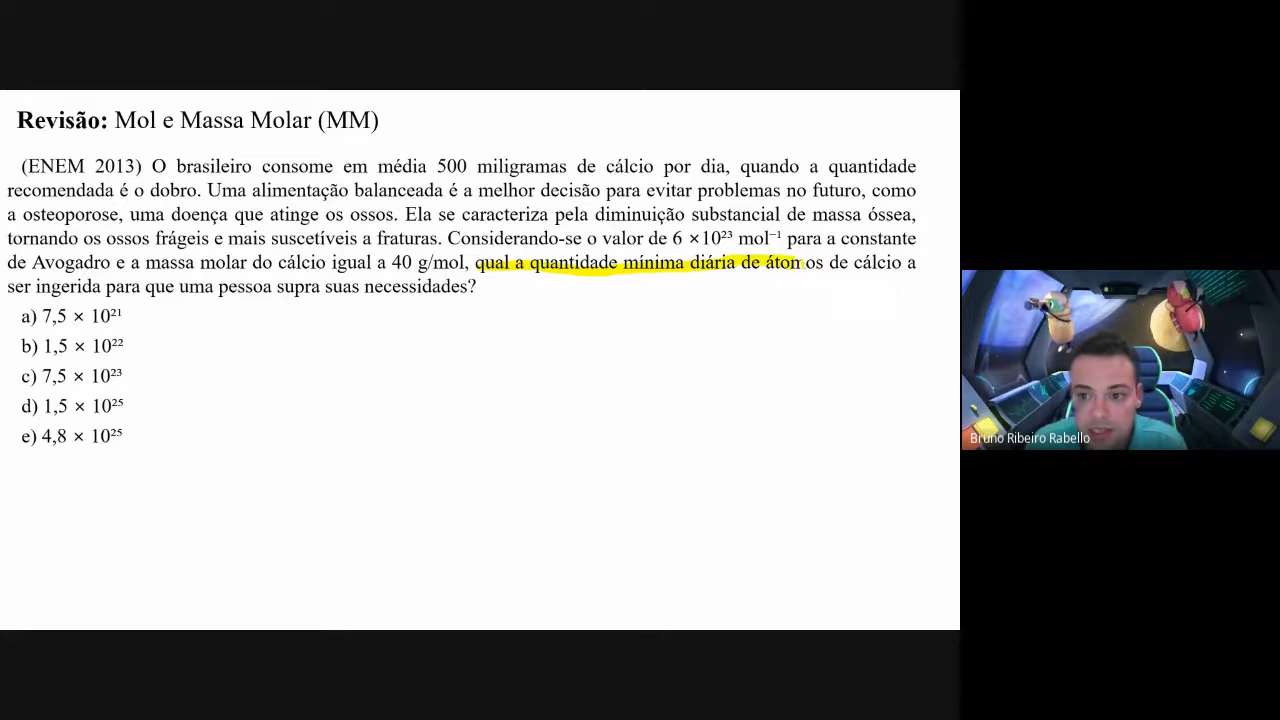 Revisão: Mol e Massa Molar (MM)
(ENEM 2013) O brasileiro consome em média 500 miligramas de cálcio por dia, quando a quantidade
recomendada é o dobro. Uma alimentação balanceada é a melhor decisão para evitar problemas no futuro, como
a osteoporose, uma doença que atinge os ossos. Ela se caracteriza pela diminuição substancial de massa óssea,
tornando os ossos frágeis e mais suscetíveis a fraturas. Considerando-se o valor de 6 ×10²³ mol⁻¹ para a constante
de Avogadro e a massa molar do cálcio igual a 40 g/mol, qual a quantidade mínima diária de átomos de cálcio a
ser ingerida para que uma pessoa supra suas necessidades?
a) 7,5 × 10²¹
b) 1,5 × 10²²
c) 7,5 × 10²³
d) 1,5 × 10²⁵
e) 4,8 × 10²⁵
Bruno Ribeiro Rabello